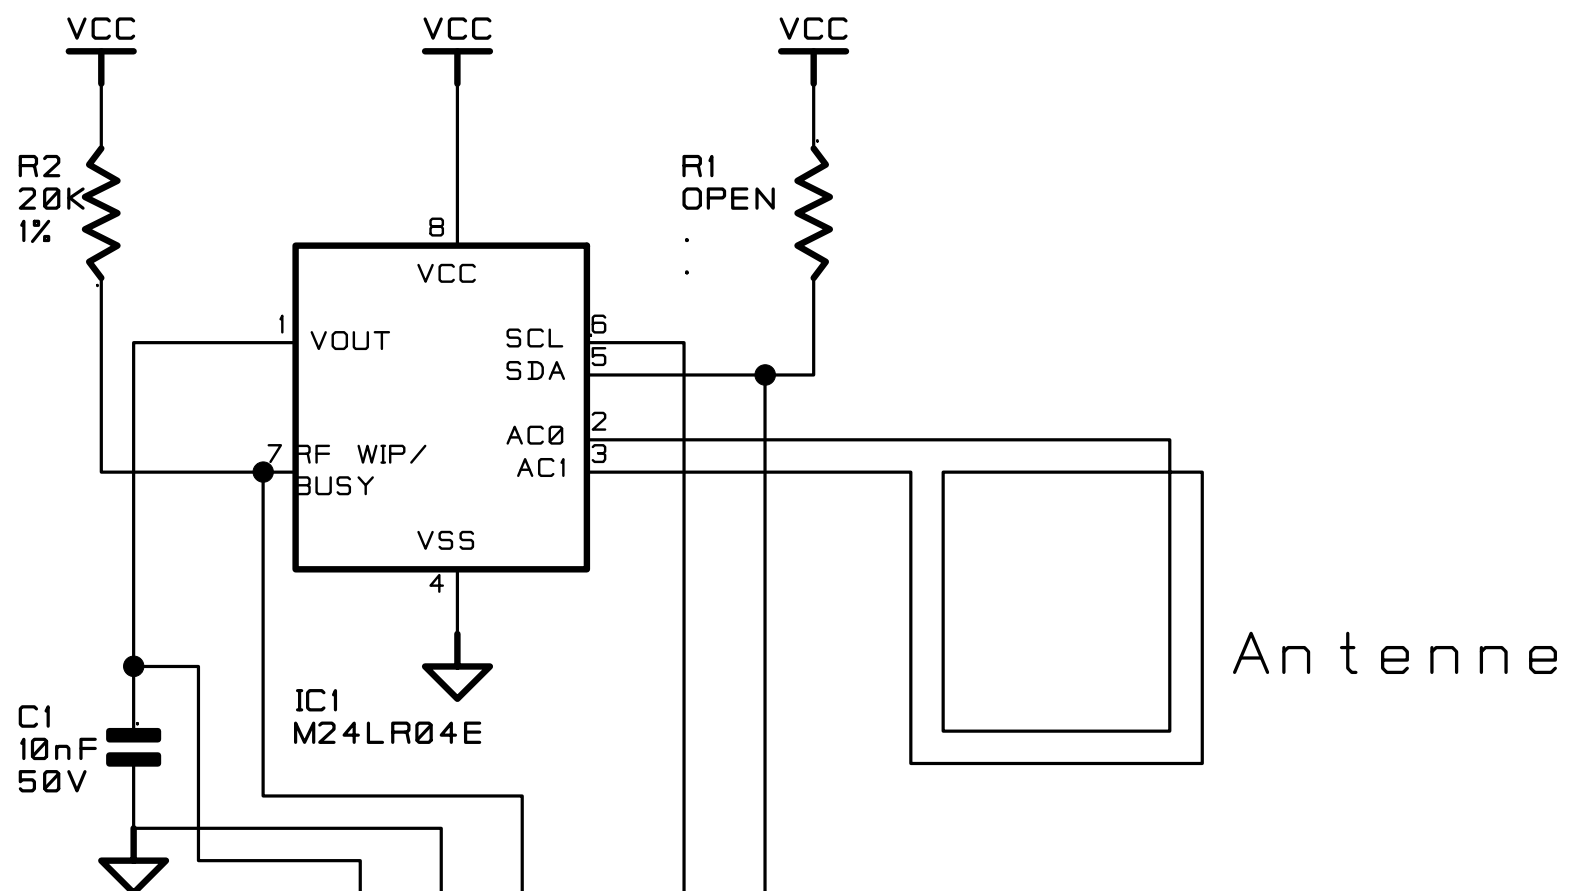 VCC
VCC
VCC
R2
20K
1%
R1
OPEN
.
.
8
VCC
1
VOUT
SCL
6
SDA
5
AC0
2
7
RF WIP/
BUSY
AC1
3
VSS
4
Antenne
IC1
M24LR04E
C1
10nF
50V